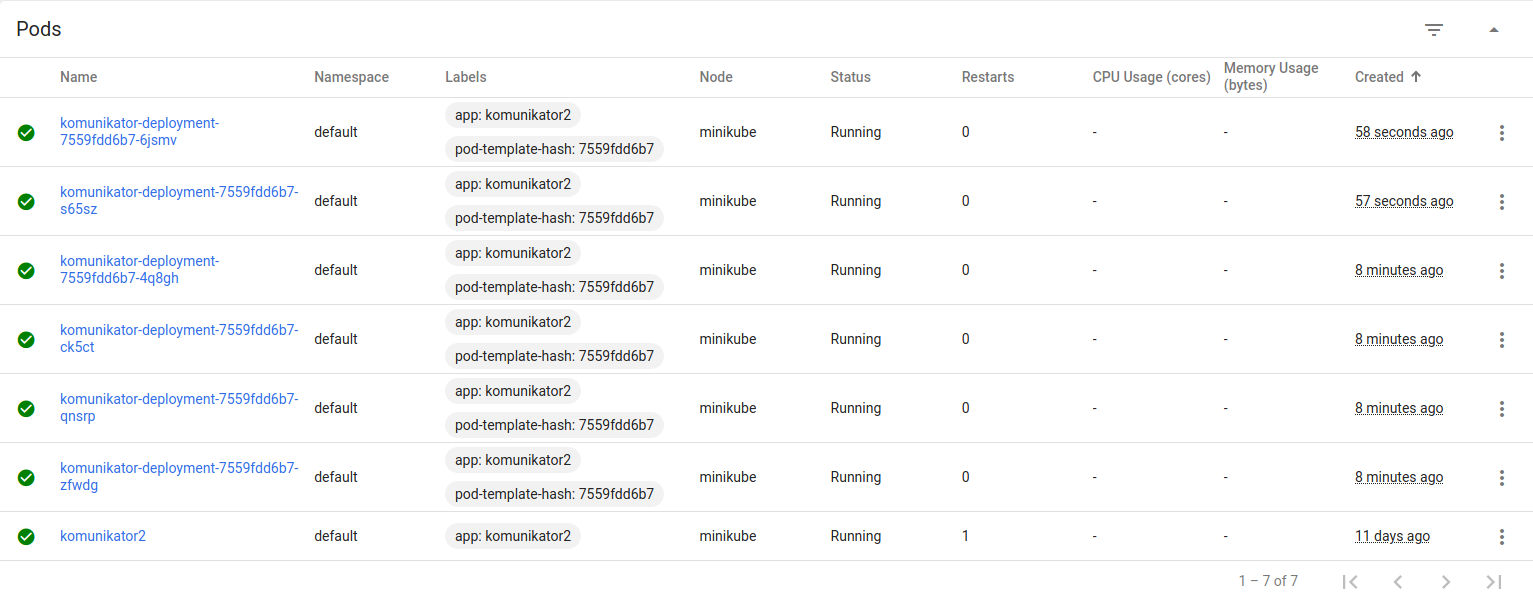 Pods
Name Namespace Labels Node Status Restarts CPU Usage (cores) Memory Usage (bytes) Created
komunikator-deployment-
7559fdd6b7-6jsmv
default
app: komunikator2
pod-template-hash: 7559fdd6b7
minikube Running 0 - - 58 seconds ago
komunikator-deployment-7559fdd6b7-
s65sz
default
app: komunikator2
pod-template-hash: 7559fdd6b7
minikube Running 0 - - 57 seconds ago
komunikator-deployment-
7559fdd6b7-4q8gh
default
app: komunikator2
pod-template-hash: 7559fdd6b7
minikube Running 0 - - 8 minutes ago
komunikator-deployment-7559fdd6b7-
ck5ct
default
app: komunikator2
pod-template-hash: 7559fdd6b7
minikube Running 0 - - 8 minutes ago
komunikator-deployment-7559fdd6b7-
qnsrp
default
app: komunikator2
pod-template-hash: 7559fdd6b7
minikube Running 0 - - 8 minutes ago
komunikator-deployment-7559fdd6b7-
zfwdg
default
app: komunikator2
pod-template-hash: 7559fdd6b7
minikube Running 0 - - 8 minutes ago
komunikator2 default app: komunikator2 minikube Running 1 - - 11 days ago
1 – 7 of 7